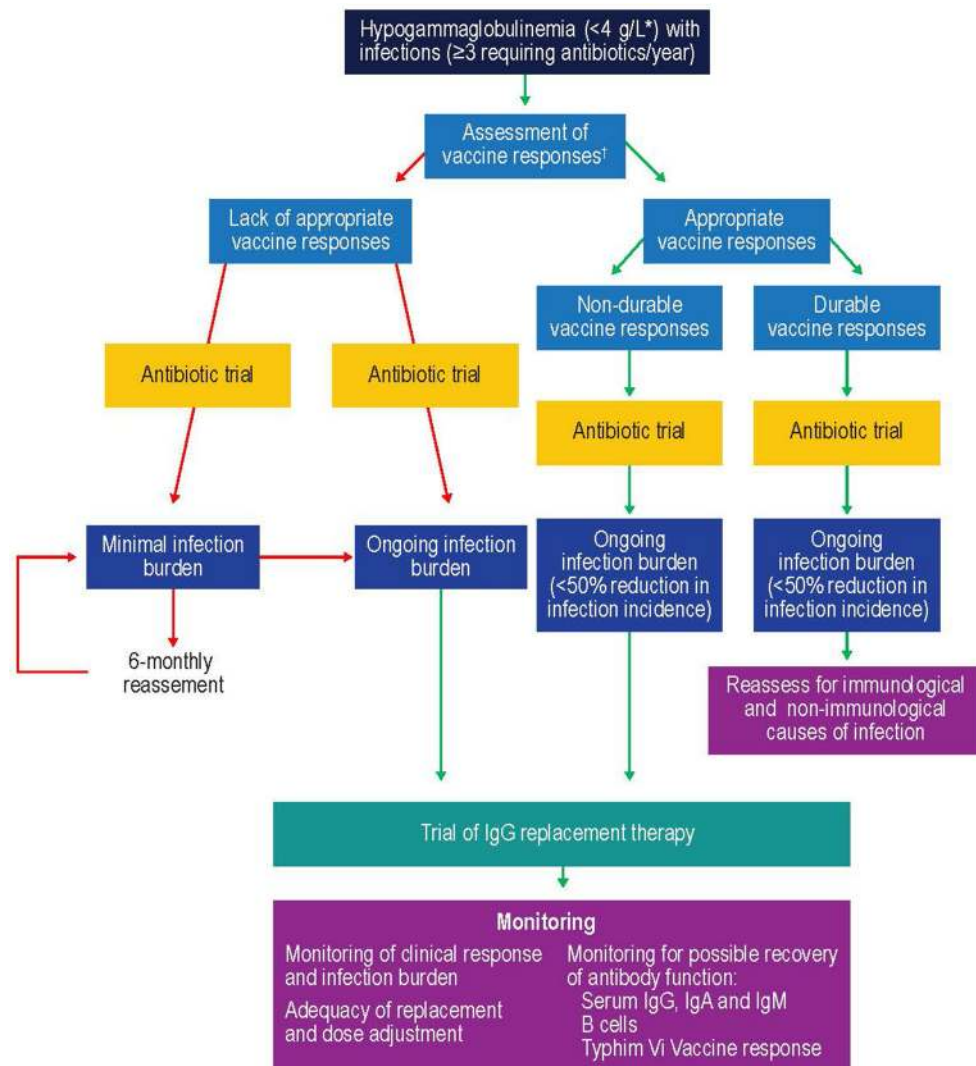 Hypogammaglobulinemia (<4 g/L*) with
infections (≥3 requiring antibiotics/year)
Assessment of
vaccine responses†
Lack of appropriate
vaccine responses
Appropriate
vaccine responses
Non-durable
vaccine responses
Durable
vaccine responses
Antibiotic trial
Antibiotic trial
Antibiotic trial
Antibiotic trial
Minimal infection
burden
Ongoing infection
burden
Ongoing
infection burden
(<50% reduction in
infection incidence)
Ongoing
infection burden
(<50% reduction in
infection incidence)
6-monthly
reassement
Reassess for immunological
and non-immunological
causes of infection
Trial of IgG replacement therapy
Monitoring
Monitoring of clinical response
and infection burden
Adequacy of replacement
and dose adjustment
Monitoring for possible recovery
of antibody function:
Serum IgG, IgA and IgM
B cells
Typhim Vi Vaccine response